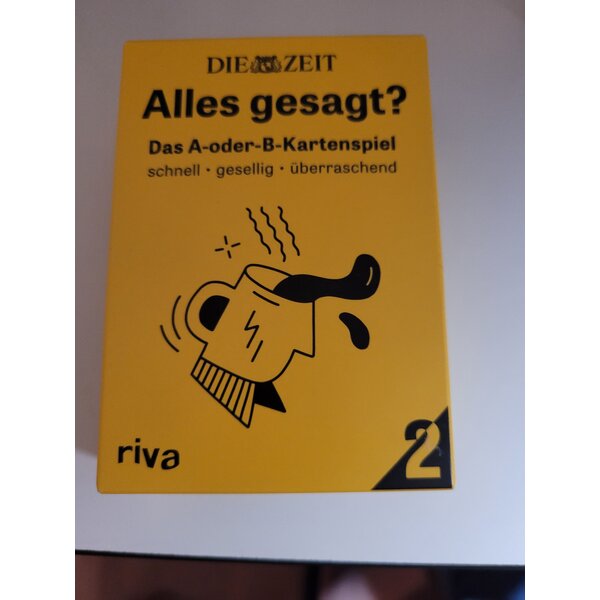 DIE ZEIT
Alles gesagt?
Das A-oder-B-Kartenspiel
schnell · gesellig · überraschend
riva
2